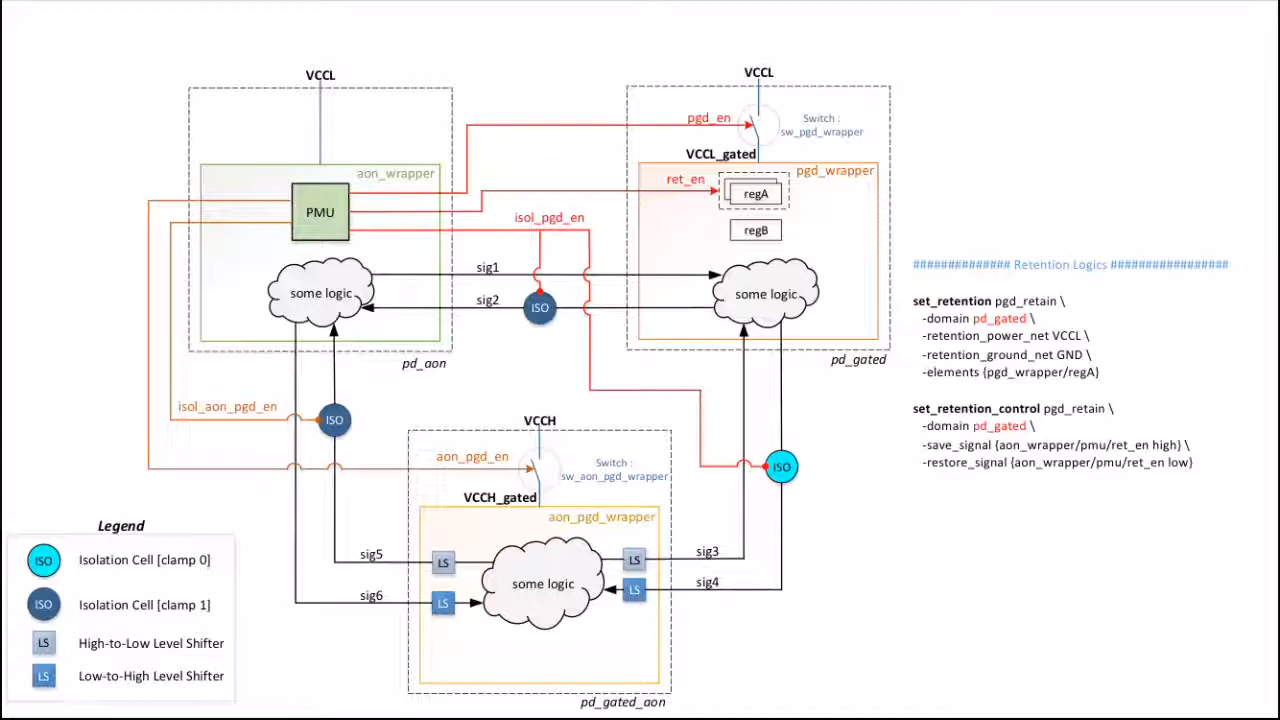 VCCL
VCCL
pgd_en
Switch :
sw_pgd_wrapper
VCCL_gated
aon_wrapper
pgd_wrapper
ret_en
regA
PMU
isol_pgd_en
regB
sig1
some logic
some logic
sig2
ISO
pd_aon
pd_gated
############## Retention Logics #################
set_retention pgd_retain \
-domain pd_gated \
-retention_power_net VCCL \
-retention_ground_net GND \
-elements {pgd_wrapper/regA}
set_retention_control pgd_retain \
-domain pd_gated \
-save_signal {aon_wrapper/pmu/ret_en high} \
-restore_signal {aon_wrapper/pmu/ret_en low}
isol_aon_pgd_en
ISO
VCCH
aon_pgd_en
Switch :
sw_aon_pgd_wrapper
ISO
VCCH_gated
aon_pgd_wrapper
sig5
LS
LS
sig3
some logic
sig4
LS
sig6
LS
pd_gated_aon
Legend
ISO Isolation Cell [clamp 0]
ISO Isolation Cell [clamp 1]
LS High-to-Low Level Shifter
LS Low-to-High Level Shifter